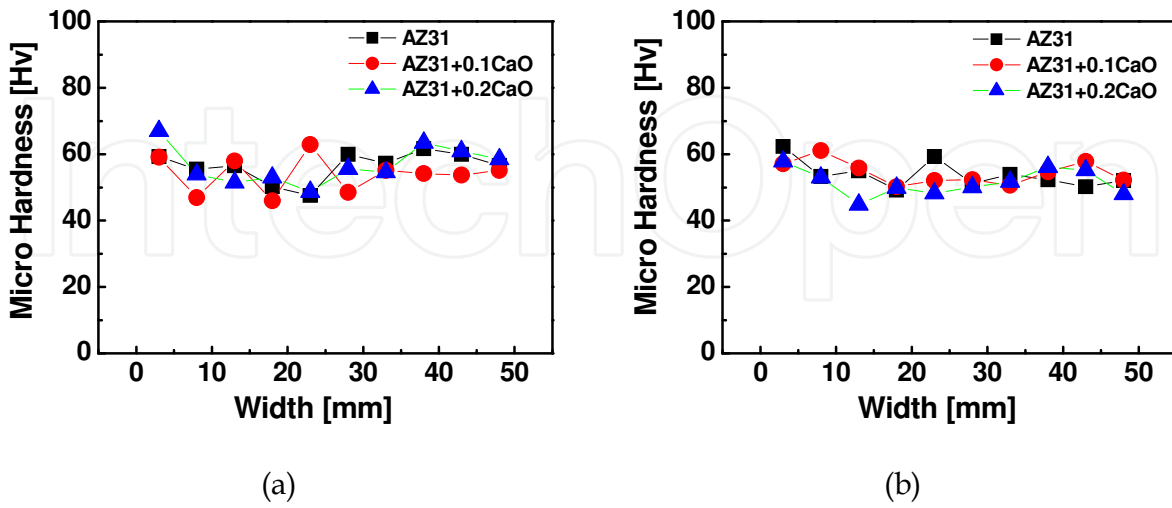 100
80
60
40
20
0
Micro Hardness [Hv]
AZ31
AZ31+0.1CaO
AZ31+0.2CaO
0 10 20 30 40 50
Width [mm]
(a)
100
80
60
40
20
0
Micro Hardness [Hv]
AZ31
AZ31+0.1CaO
AZ31+0.2CaO
0 10 20 30 40 50
Width [mm]
(b)
IntechOpen